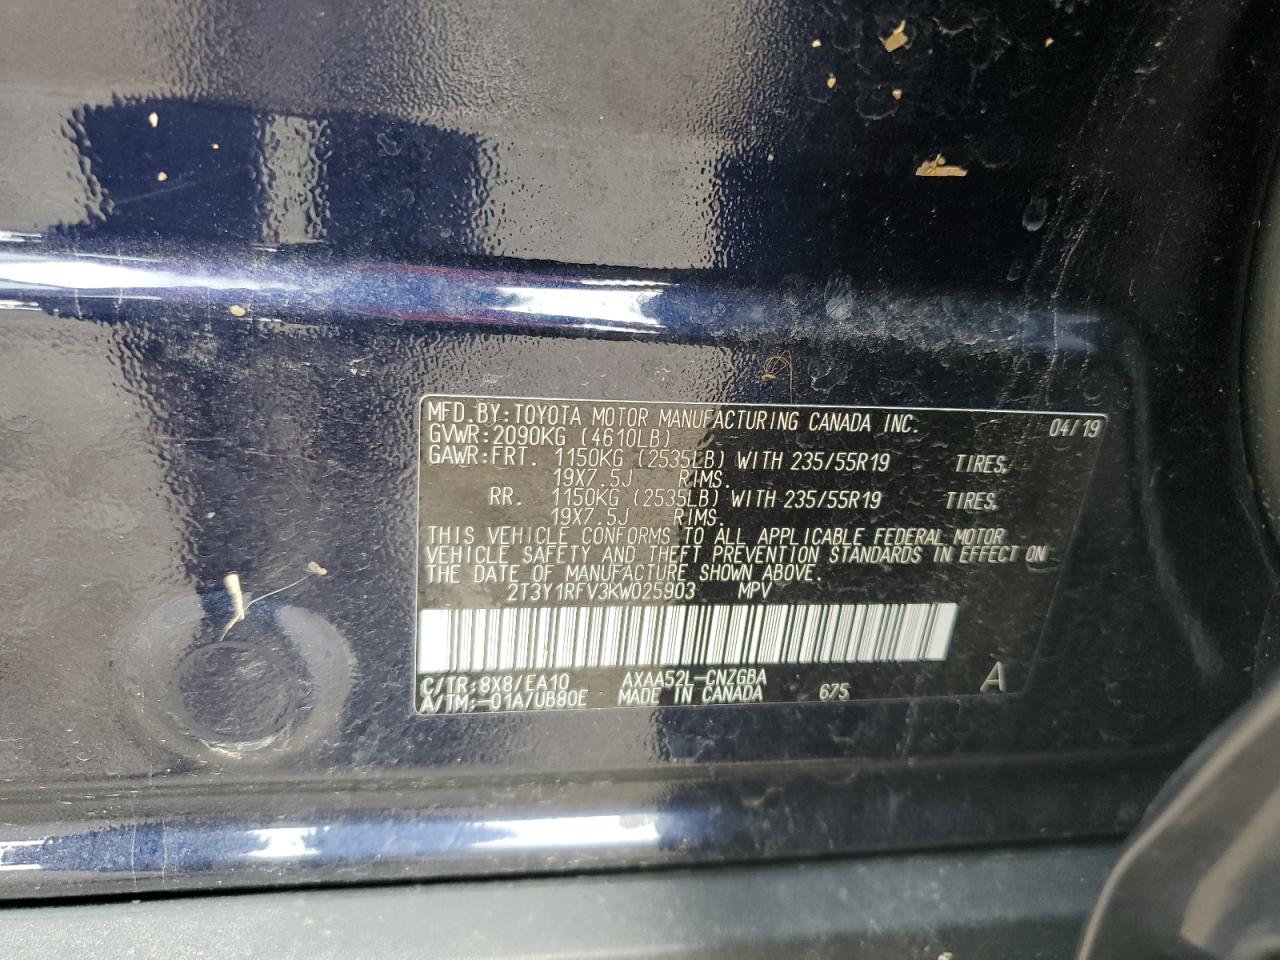 MFD.BY:TOYOTA MOTOR MANUFACTURING CANADA INC. 04/19
GVWR:2090KG (4610LB)
GAWR:FRT. 1150KG (2535LB) WITH 235/55R19 TIRES,
19X7.5J RIMS.
RR. 1150KG (2535LB) WITH 235/55R19 TIRES,
19X7.5J RIMS.
THIS VEHICLE CONFORMS TO ALL APPLICABLE FEDERAL MOTOR
VEHICLE SAFETY AND THEFT PREVENTION STANDARDS IN EFFECT ON
THE DATE OF MANUFACTURE SHOWN ABOVE.
2T3Y1RFV3KW025903 MPV
C/TR:8X8/EA10 AXAA52L-CNZGBA A
A/TM:-01A/UB80E MADE IN CANADA 675